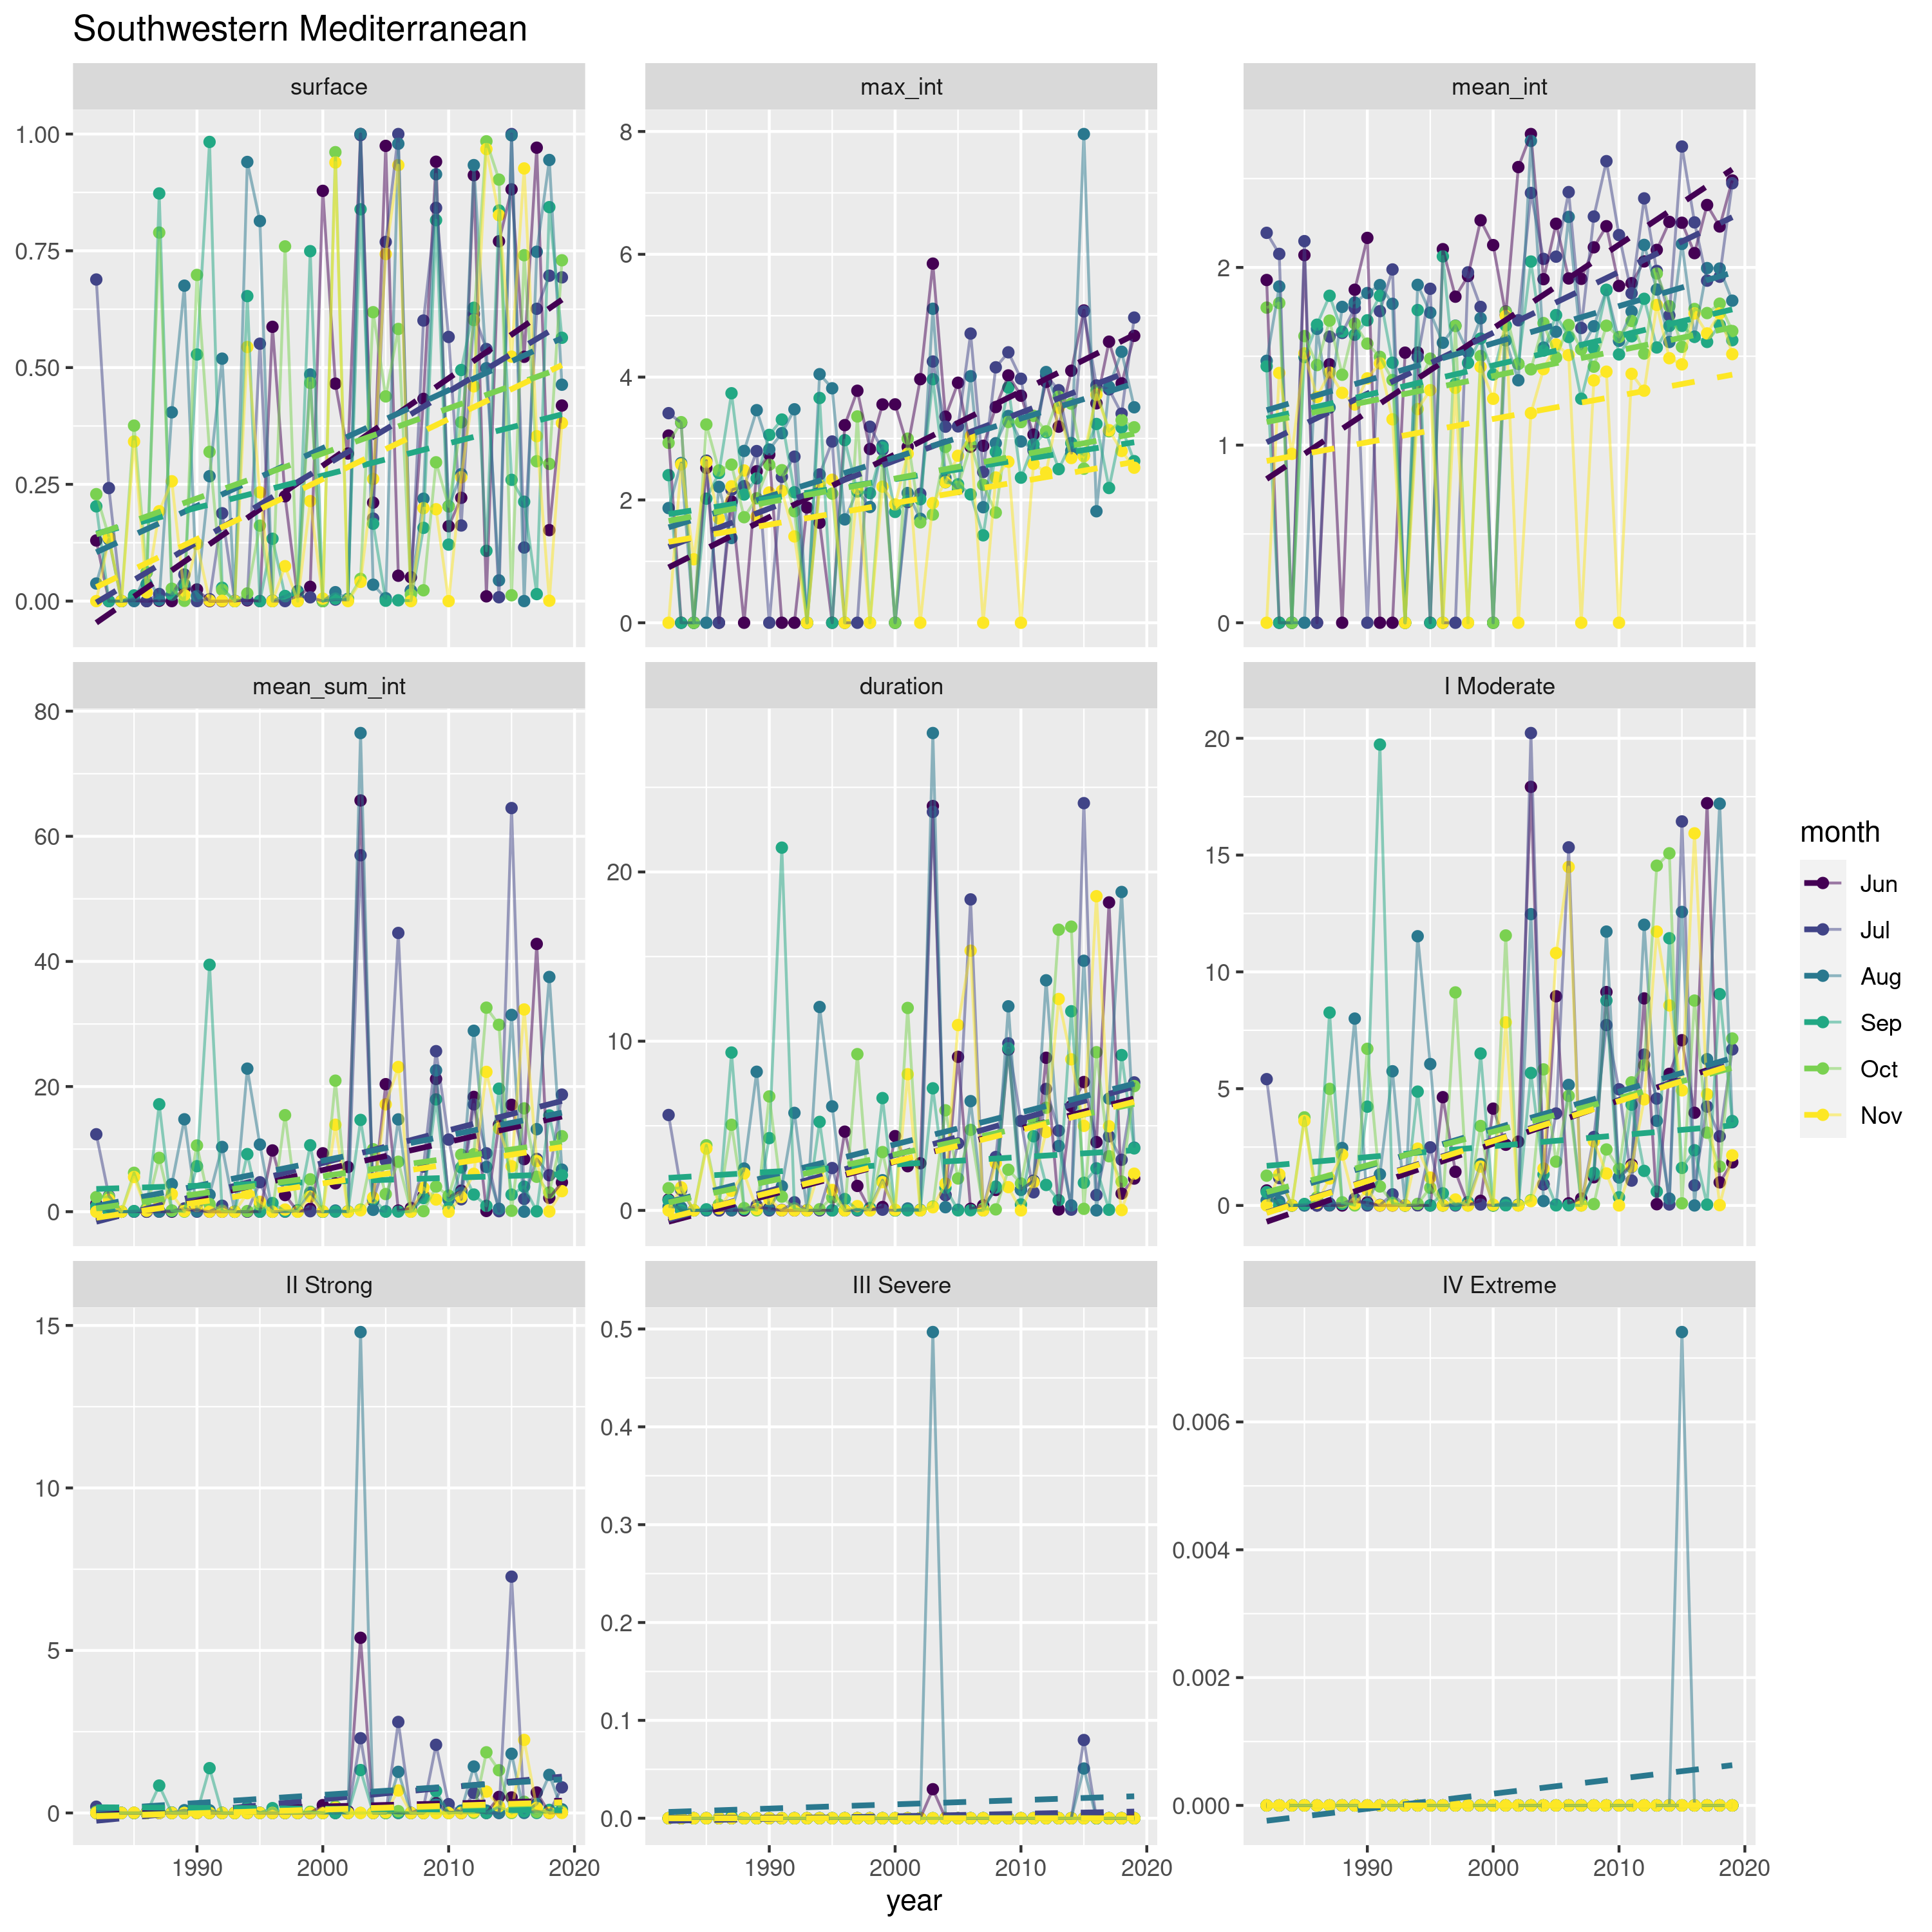 Southwestern Mediterranean
surface
max_int
mean_int
1.00
0.75
0.50
0.25
0.00
8
6
4
2
0
2
1
0
mean_sum_int
duration
I Moderate
80
60
40
20
0
20
10
0
20
15
10
5
0
II Strong
III Severe
IV Extreme
15
10
5
0
0.5
0.4
0.3
0.2
0.1
0.0
0.006
0.004
0.002
0.000
1990 2000 2010 2020
1990 2000 2010 2020
1990 2000 2010 2020
year
month
Jun
Jul
Aug
Sep
Oct
Nov